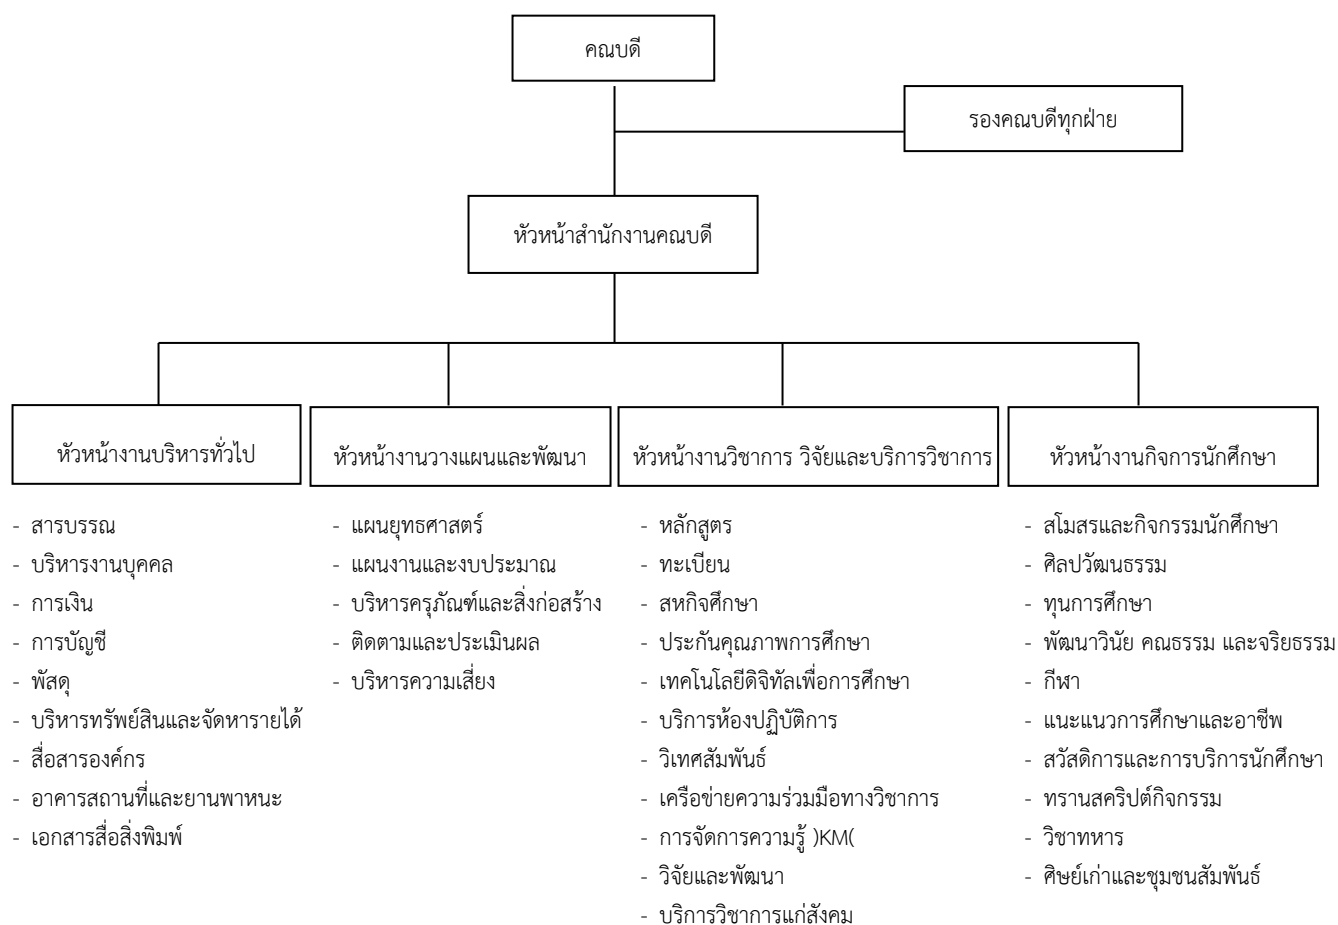 คณบดี
รองคณบดีทุกฝ่าย
หัวหน้าสำนักงานคณบดี
หัวหน้างานบริหารทั่วไป
- สารบรรณ
- บริหารงานบุคคล
- การเงิน
- การบัญชี
- พัสดุ
- บริหารทรัพย์สินและจัดหารายได้
- สื่อสารองค์กร
- อาคารสถานที่และยานพาหนะ
- เอกสารสื่อสิ่งพิมพ์
หัวหน้างานวางแผนและพัฒนา
- แผนยุทธศาสตร์
- แผนงานและงบประมาณ
- บริหารครุภัณฑ์และสิ่งก่อสร้าง
- ติดตามและประเมินผล
- บริหารความเสี่ยง
หัวหน้างานวิชาการ วิจัยและบริการวิชาการ
- หลักสูตร
- ทะเบียน
- สหกิจศึกษา
- ประกันคุณภาพการศึกษา
- เทคโนโลยีดิจิทัลเพื่อการศึกษา
- บริการห้องปฏิบัติการ
- วิเทศสัมพันธ์
- เครือข่ายความร่วมมือทางวิชาการ
- การจัดการความรู้ )KM(
- วิจัยและพัฒนา
- บริการวิชาการแก่สังคม
หัวหน้างานกิจการนักศึกษา
- สโมสรและกิจกรรมนักศึกษา
- ศิลปวัฒนธรรม
- ทุนการศึกษา
- พัฒนาวินัย คณธรรม และจริยธรรม
- กีฬา
- แนะแนวการศึกษาและอาชีพ
- สวัสดิการและการบริการนักศึกษา
- ทรานสคริปต์กิจกรรม
- วิชาทหาร
- ศิษย์เก่าและชุมชนสัมพันธ์